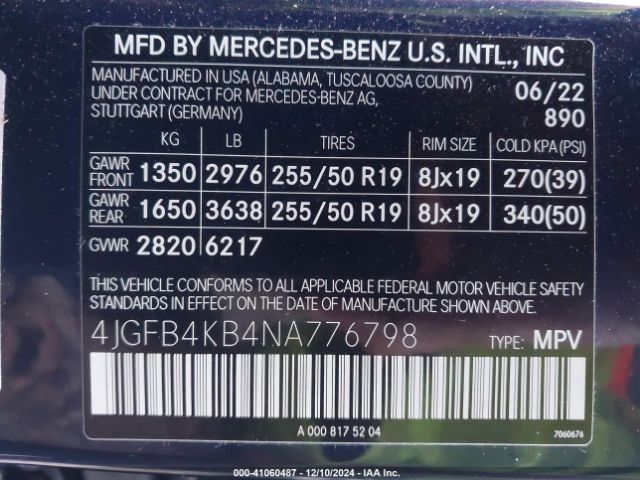 MFD BY MERCEDES-BENZ U.S. INTL., INC
MANUFACTURED IN USA (ALABAMA, TUSCALOOSA COUNTY) 06/22
UNDER CONTRACT FOR MERCEDES-BENZ AG,
STUTTGART (GERMANY) 890
KG LB TIRES RIM SIZE COLD KPA (PSI)
GAWR FRONT 1350 2976 255/50 R19 8Jx19 270(39)
GAWR REAR 1650 3638 255/50 R19 8Jx19 340(50)
GVWR 2820 6217
THIS VEHICLE CONFORMS TO ALL APPLICABLE FEDERAL MOTOR VEHICLE SAFETY
STANDARDS IN EFFECT ON THE DATE OF MANUFACTURE SHOWN ABOVE.
4JGFB4KB4NA776798 TYPE: MPV
A 000 817 52 04 7060676
000-41060487 - 12/10/2024 - IAA Inc.